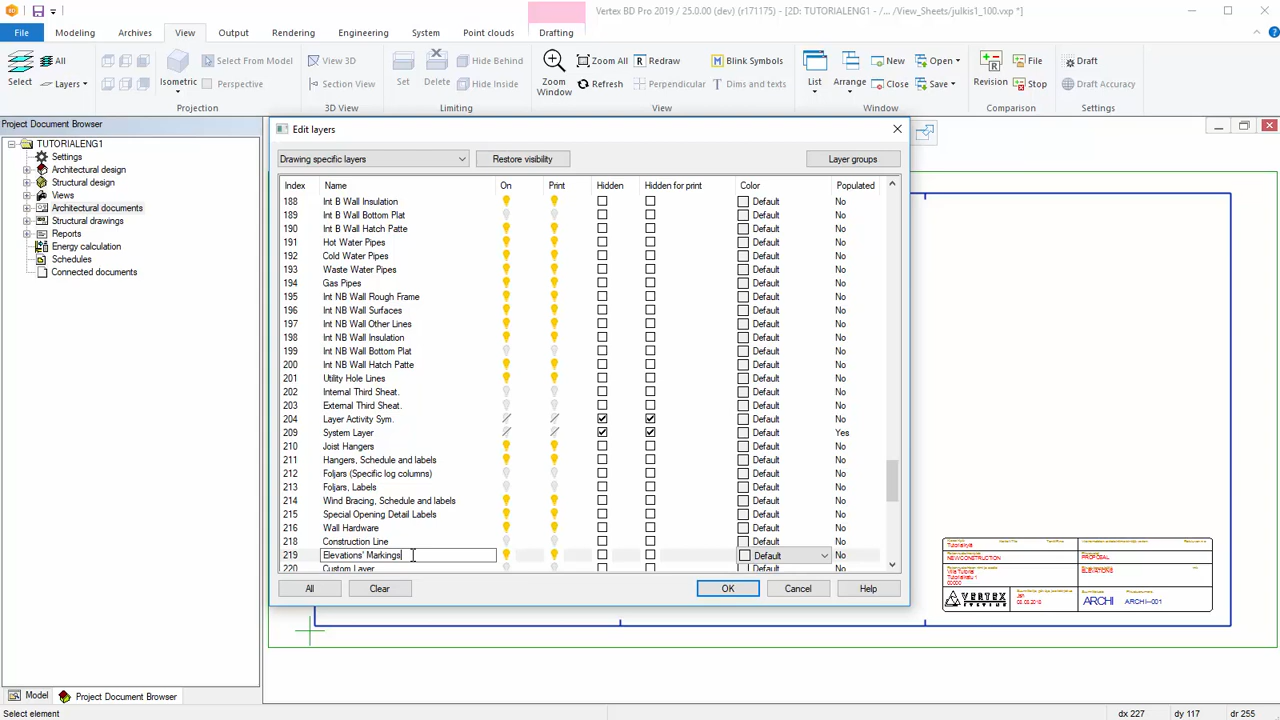 Vertex BD Pro 2019 / 25.0.00 (dev) (r171175) - [2D: TUTORIALENG1 - /... /View_Sheets/julkis1_100.vxp *]
File Modeling Archives View Output Rendering Engineering System Point clouds Drafting
Select All Layers Isometric Select From Model Perspective View 3D Section View Set Delete Hide Behind Hide Inside Zoom Window Zoom All Redraw Blink Symbols Refresh Perpendicular Dims and texts List Arrange New Open Close Save Revision File Stop Draft Draft Accuracy
Projection 3D View Limiting View Window Comparison Settings
Project Document Browser
TUTORIALENG1
Settings
Architectural design
Structural design
Views
Architectural documents
Structural drawings
Reports
Energy calculation
Schedules
Connected documents
Edit layers
Drawing specific layers Restore visibility Layer groups
Index Name On Print Hidden Hidden for print Color Populated
188 Int B Wall Insulation Default No
189 Int B Wall Bottom Plat Default No
190 Int B Wall Hatch Patte Default No
191 Hot Water Pipes Default No
192 Cold Water Pipes Default No
193 Waste Water Pipes Default No
194 Gas Pipes Default No
195 Int NB Wall Rough Frame Default No
196 Int NB Wall Surfaces Default No
197 Int NB Wall Other Lines Default No
198 Int NB Wall Insulation Default No
199 Int NB Wall Bottom Plat Default No
200 Int NB Wall Hatch Patte Default No
201 Utility Hole Lines Default No
202 Internal Third Sheat. Default No
203 External Third Sheat. Default No
204 Layer Activity Sym. Default No
209 System Layer Default Yes
210 Joist Hangers Default No
211 Hangers, Schedule and labels Default No
212 Foljars (Specific log columns) Default No
213 Foljars, Labels Default No
214 Wind Bracing, Schedule and labels Default No
215 Special Opening Detail Labels Default No
216 Wall Hardware Default No
218 Construction Line Default No
219 Elevations' Markings Default No
220 Custom Layer Default No
All Clear OK Cancel Help
NEWCONSTRUCTION PROPOSAL
ELEVATIONS
VERTEX SYSTEMS ARCHI ARCHI--001
Model Project Document Browser
Select element dx 227 dy 117 dr 255